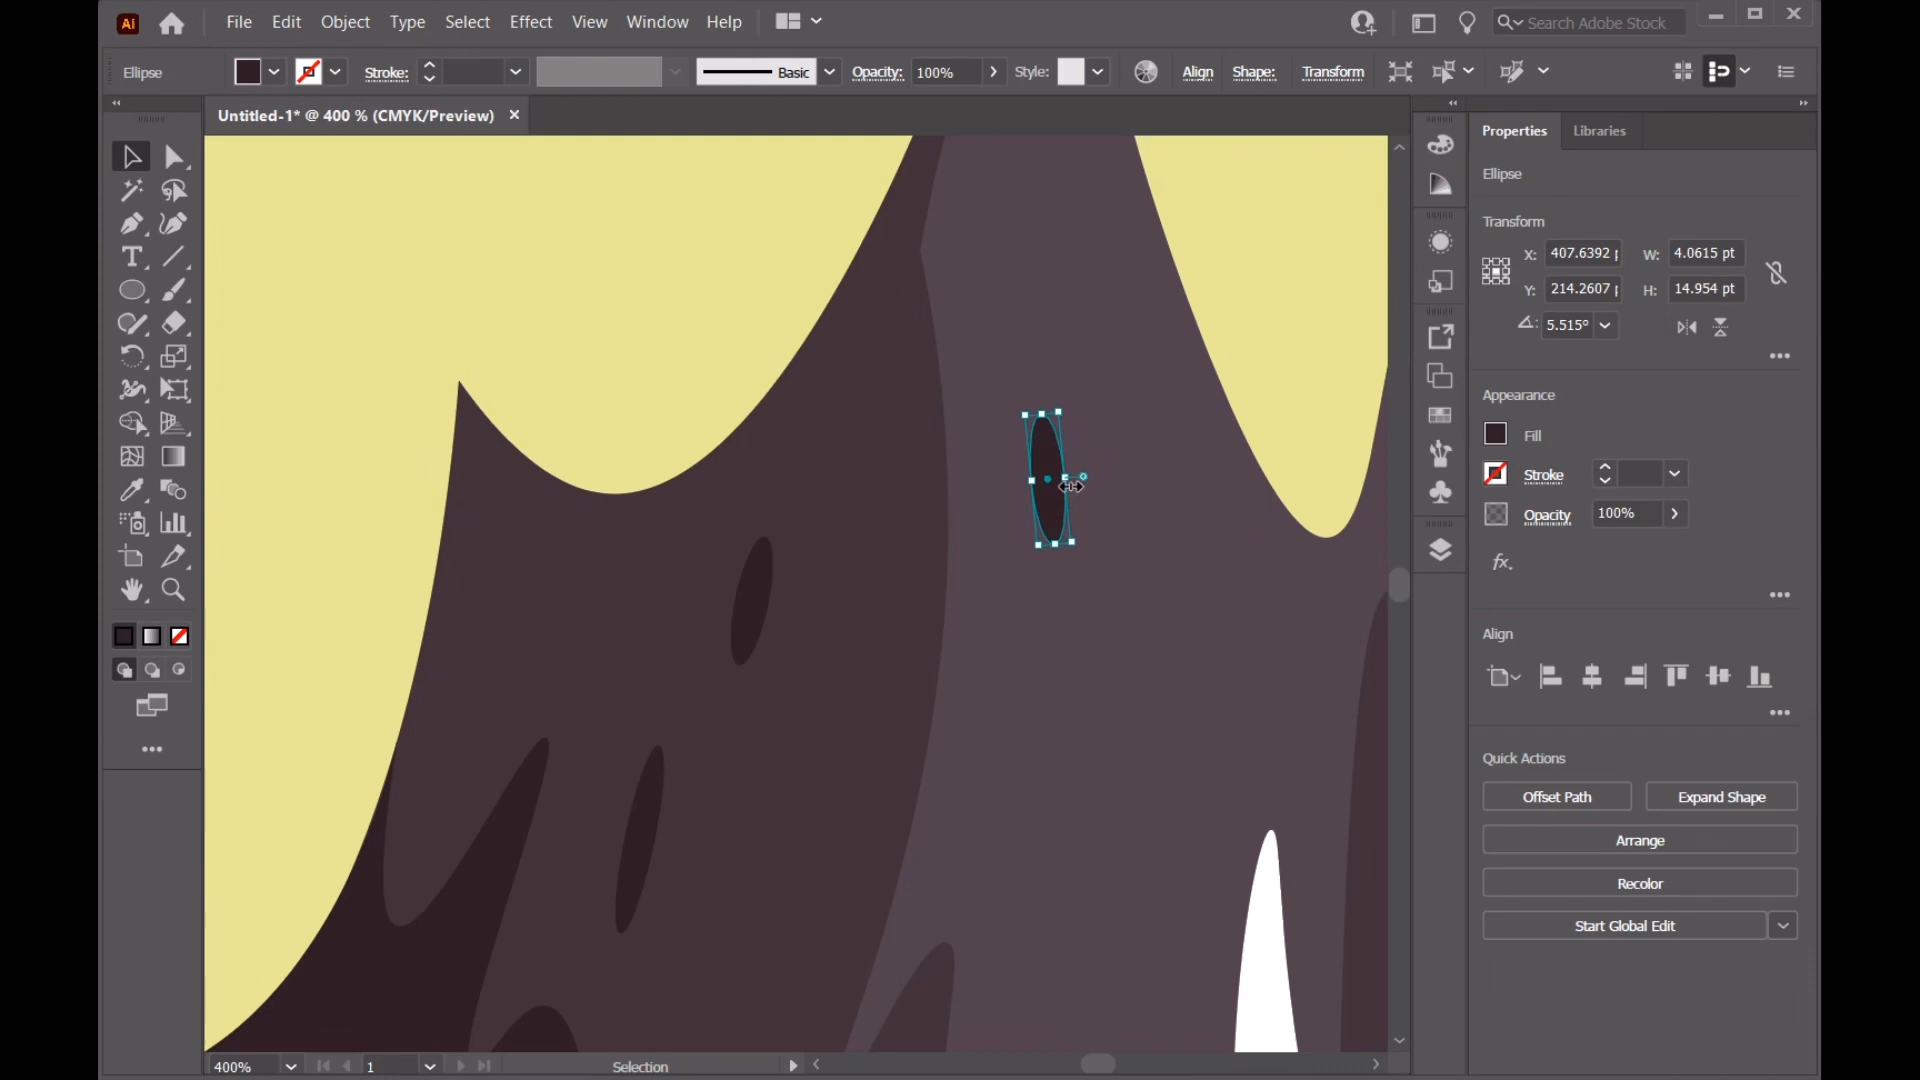 Ai File Edit Object Type Select Effect View Window Help Search Adobe Stock
Ellipse Stroke: Basic Opacity: 100% Style: Align Shape: Transform
Untitled-1* @ 400 % (CMYK/Preview) ×
Properties Libraries
Ellipse
Transform
X: 407.6392 p W: 4.0615 pt
Y: 214.2607 p H: 14.954 pt
5.515°
Appearance
Fill
Stroke
Opacity 100%
fx.
Align
Quick Actions
Offset Path Expand Shape
Arrange
Recolor
Start Global Edit
400% 1 Selection